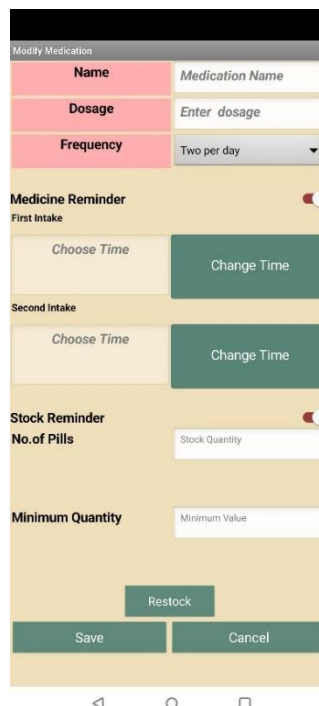 Modify Medication
Name Medication Name
Dosage Enter dosage
Frequency Two per day
Medicine Reminder
First Intake
Choose Time Change Time
Second Intake
Choose Time Change Time
Stock Reminder
No.of Pills Stock Quantity
Minimum Quantity Minimum Value
Restock
Save Cancel